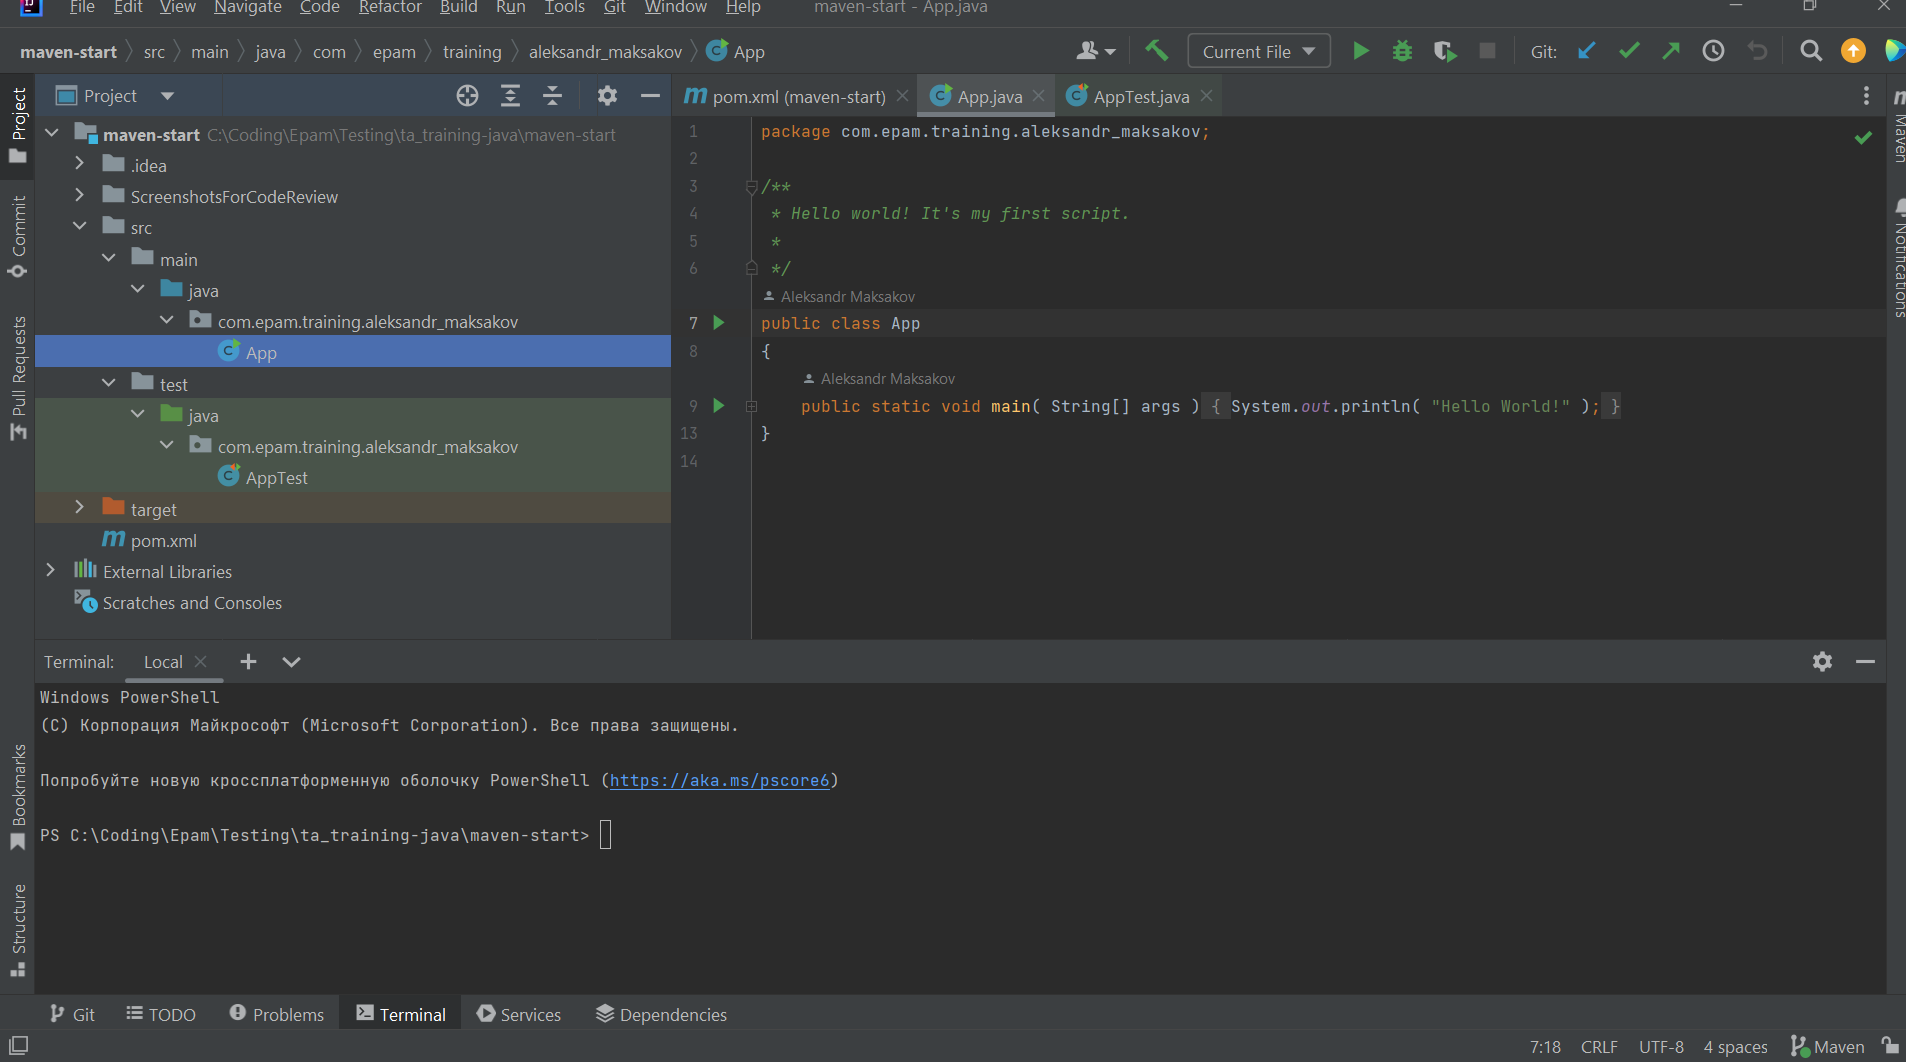 File Edit View Navigate Code Refactor Build Run Tools Git Window Help maven-start - App.java
maven-start src main java com epam training aleksandr_maksakov App Current File Git:
Project
pom.xml (maven-start) App.java AppTest.java
Project
Commit
Pull Requests
Bookmarks
Structure
maven-start C:\Coding\Epam\Testing\ta_training-java\maven-start
.idea
ScreenshotsForCodeReview
src
main
java
com.epam.training.aleksandr_maksakov
App
test
java
com.epam.training.aleksandr_maksakov
AppTest
target
pom.xml
External Libraries
Scratches and Consoles
1 package com.epam.training.aleksandr_maksakov;
2
3 /**
4 * Hello world! It's my first script.
5 *
6 */
Aleksandr Maksakov
7 public class App
8 {
Aleksandr Maksakov
9 public static void main( String[] args ) { System.out.println( "Hello World!" ); }
13 }
14
Maven
Notifications
Terminal: Local
Windows PowerShell
(C) Корпорация Майкрософт (Microsoft Corporation). Все права защищены.
Попробуйте новую кроссплатформенную оболочку PowerShell (https://aka.ms/pscore6)
PS C:\Coding\Epam\Testing\ta_training-java\maven-start>
Git TODO Problems Terminal Services Dependencies
7:18 CRLF UTF-8 4 spaces Maven